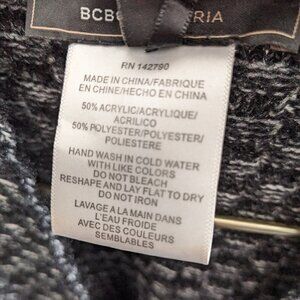 BCBG
RIA
RN 142790
MADE IN CHINA/FABRIQUE
EN CHINE/HECHO EN CHINA
50% ACRYLIC/ACRYLIQUE/
ACRILICO
50% POLYESTER/POLYESTER/
POLIESTERE
HAND WASH IN COLD WATER
WITH LIKE COLORS
DO NOT BLEACH
RESHAPE AND LAY FLAT TO DRY
DO NOT IRON
LAVAGE A LA MAIN DANS
L'EAU FROIDE
AVEC DES COULEURS
SEMBLABLES